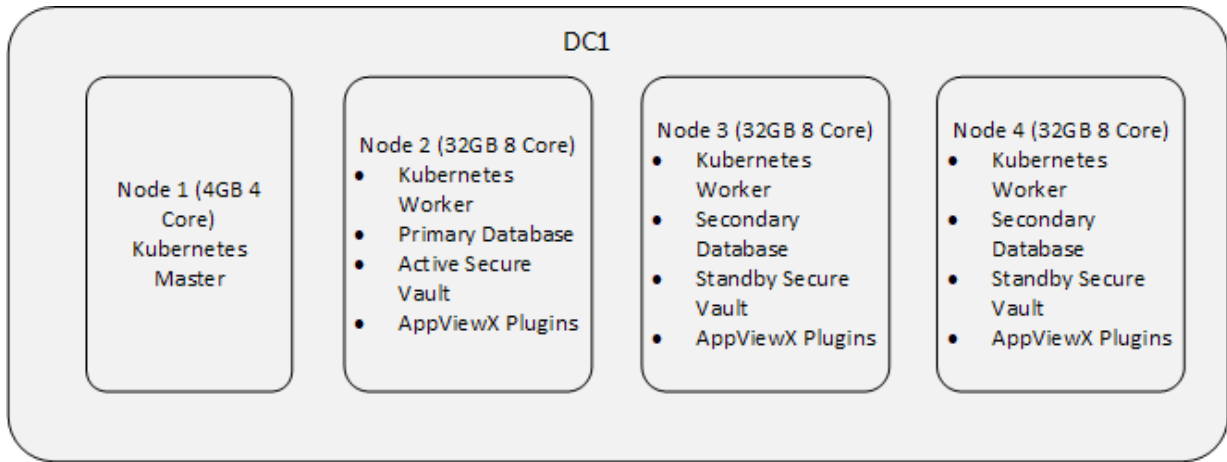 DC1
Node 1 (4GB 4
Core)
Kubernetes
Master
Node 2 (32GB 8 Core)
• Kubernetes
Worker
• Primary Database
• Active Secure
Vault
• AppViewX Plugins
Node 3 (32GB 8 Core)
• Kubernetes
Worker
• Secondary
Database
• Standby Secure
Vault
• AppViewX Plugins
Node 4 (32GB 8 Core)
• Kubernetes
Worker
• Secondary
Database
• Standby Secure
Vault
• AppViewX Plugins